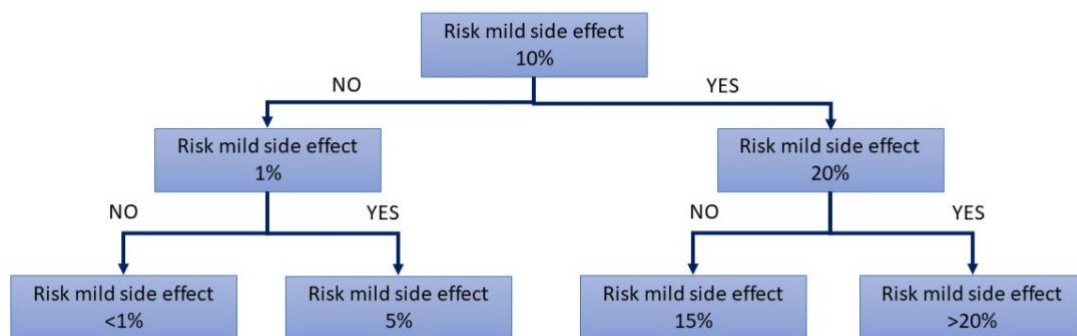 Risk mild side effect
10%
NO
YES
Risk mild side effect
1%
Risk mild side effect
20%
NO
YES
NO
YES
Risk mild side effect
<1%
Risk mild side effect
5%
Risk mild side effect
15%
Risk mild side effect
>20%